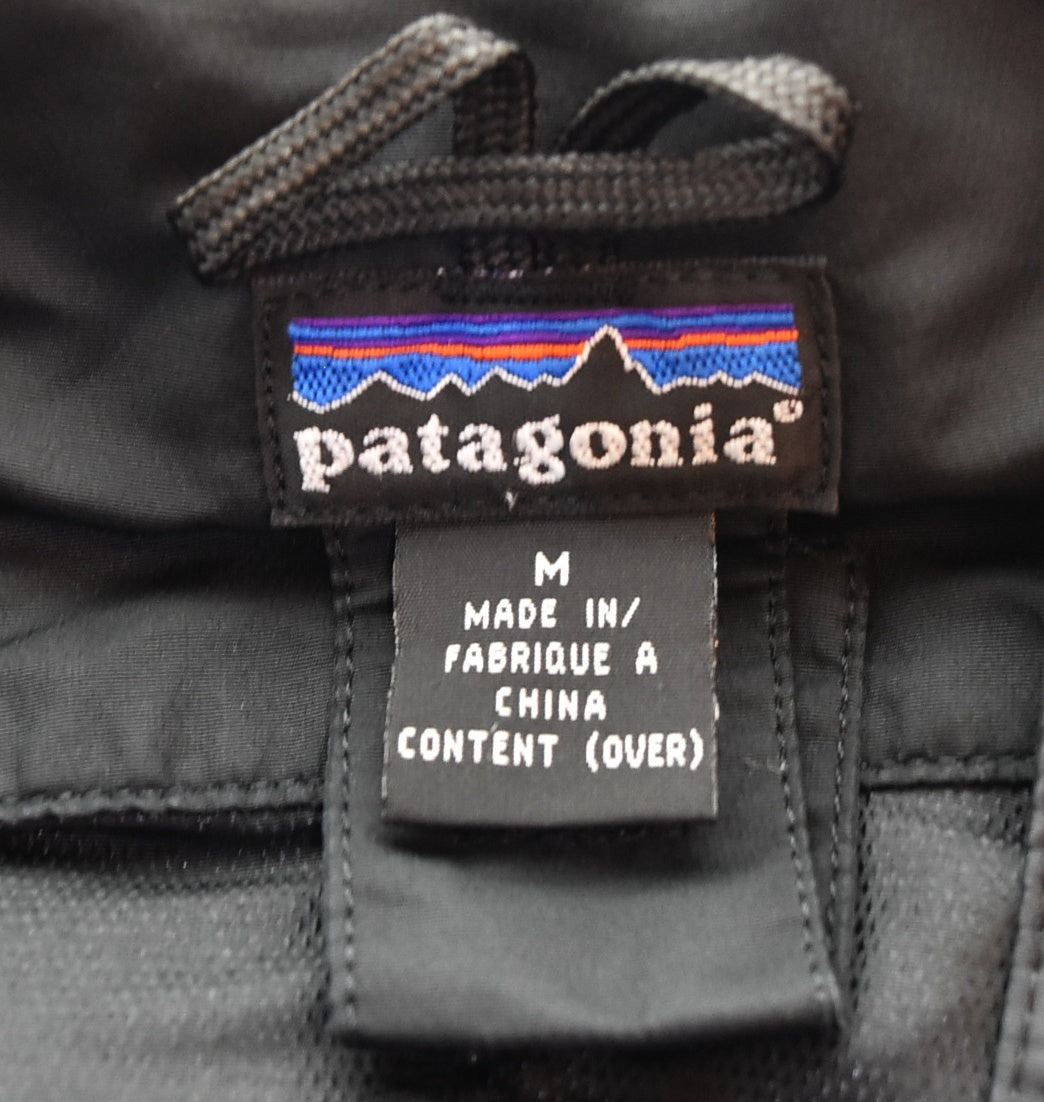 patagonia®
M
MADE IN/
FABRIQUE A
CHINA
CONTENT (OVER)